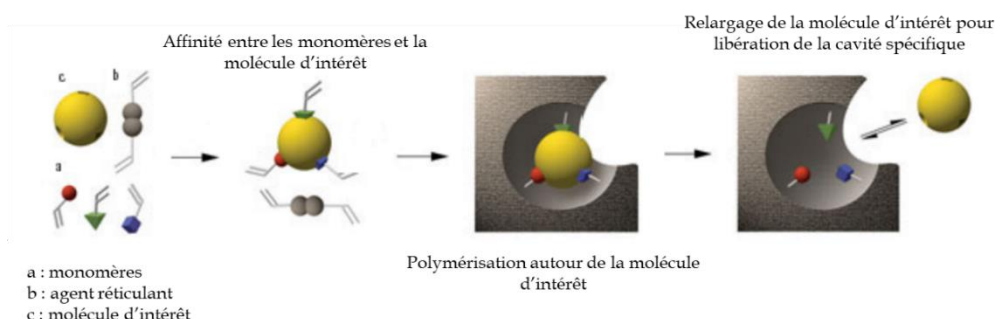 Affinité entre les monomères et la
molécule d'intérêt
Relargage de la molécule d'intérêt pour
libération de la cavité spécifique
c
b
a
Polymérisation autour de la molécule
d'intérêt
a : monomères
b : agent réticulant
c : molécule d'intérêt